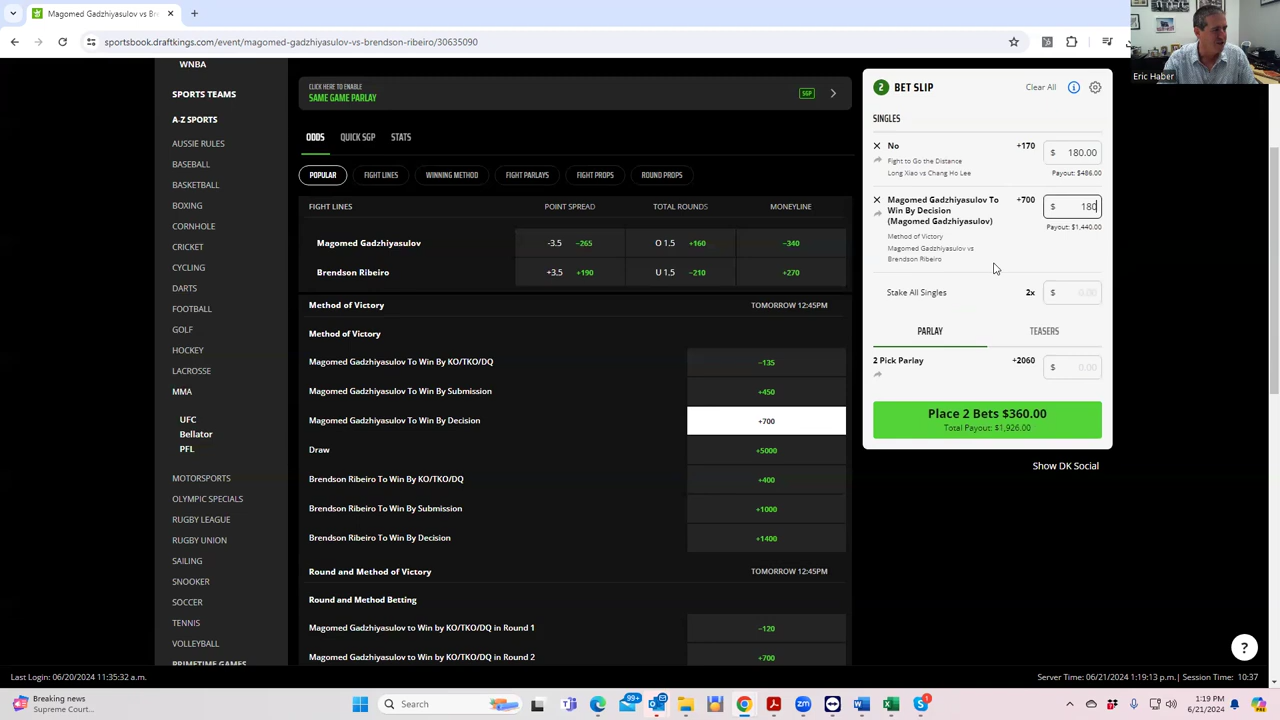 Magomed Gadzhiyasulov vs Bre
sportsbook.draftkings.com/event/magomed-gadzhiyasulov-vs-brendson-ribeiro/30635090
Eric Haber
WNBA
SPORTS TEAMS
A-Z SPORTS
AUSSIE RULES
BASEBALL
BASKETBALL
BOXING
CORNHOLE
CRICKET
CYCLING
DARTS
FOOTBALL
GOLF
HOCKEY
LACROSSE
MMA
UFC
Bellator
PFL
MOTORSPORTS
OLYMPIC SPECIALS
RUGBY LEAGUE
RUGBY UNION
SAILING
SNOOKER
SOCCER
TENNIS
VOLLEYBALL
PRIMETIME GAMES
CLICK HERE TO ENABLE
SAME GAME PARLAY
SGP
ODDS QUICK SGP STATS
POPULAR FIGHT LINES WINNING METHOD FIGHT PARLAYS FIGHT PROPS ROUND PROPS
FIGHT LINES POINT SPREAD TOTAL ROUNDS MONEYLINE
Magomed Gadzhiyasulov -3.5 −265 O 1.5 +160 −340
Brendson Ribeiro +3.5 +190 U 1.5 −210 +270
Method of Victory TOMORROW 12:45PM
Method of Victory
Magomed Gadzhiyasulov To Win By KO/TKO/DQ −135
Magomed Gadzhiyasulov To Win By Submission +450
Magomed Gadzhiyasulov To Win By Decision +700
Draw +5000
Brendson Ribeiro To Win By KO/TKO/DQ +400
Brendson Ribeiro To Win By Submission +1000
Brendson Ribeiro To Win By Decision +1400
Round and Method of Victory TOMORROW 12:45PM
Round and Method Betting
Magomed Gadzhiyasulov to Win by KO/TKO/DQ in Round 1 −120
Magomed Gadzhiyasulov to Win by KO/TKO/DQ in Round 2 +700
2 BET SLIP Clear All
SINGLES
No +170 $ 180.00
Fight to Go the Distance
Long Xiao vs Chang Ho Lee Payout: $486.00
Magomed Gadzhiyasulov To +700 $ 180
Win By Decision
(Magomed Gadzhiyasulov) Payout: $1,440.00
Method of Victory
Magomed Gadzhiyasulov vs
Brendson Ribeiro
Stake All Singles 2x $ 0.00
PARLAY TEASERS
2 Pick Parlay +2060 $ 0.00
Place 2 Bets $360.00
Total Payout: $1,926.00
Show DK Social
?
Last Login: 06/20/2024 11:35:32 a.m. Server Time: 06/21/2024 1:19:13 p.m.| Session Time: 10:37
Breaking news
Supreme Court...
Search
99+
1
1:19 PM
6/21/2024